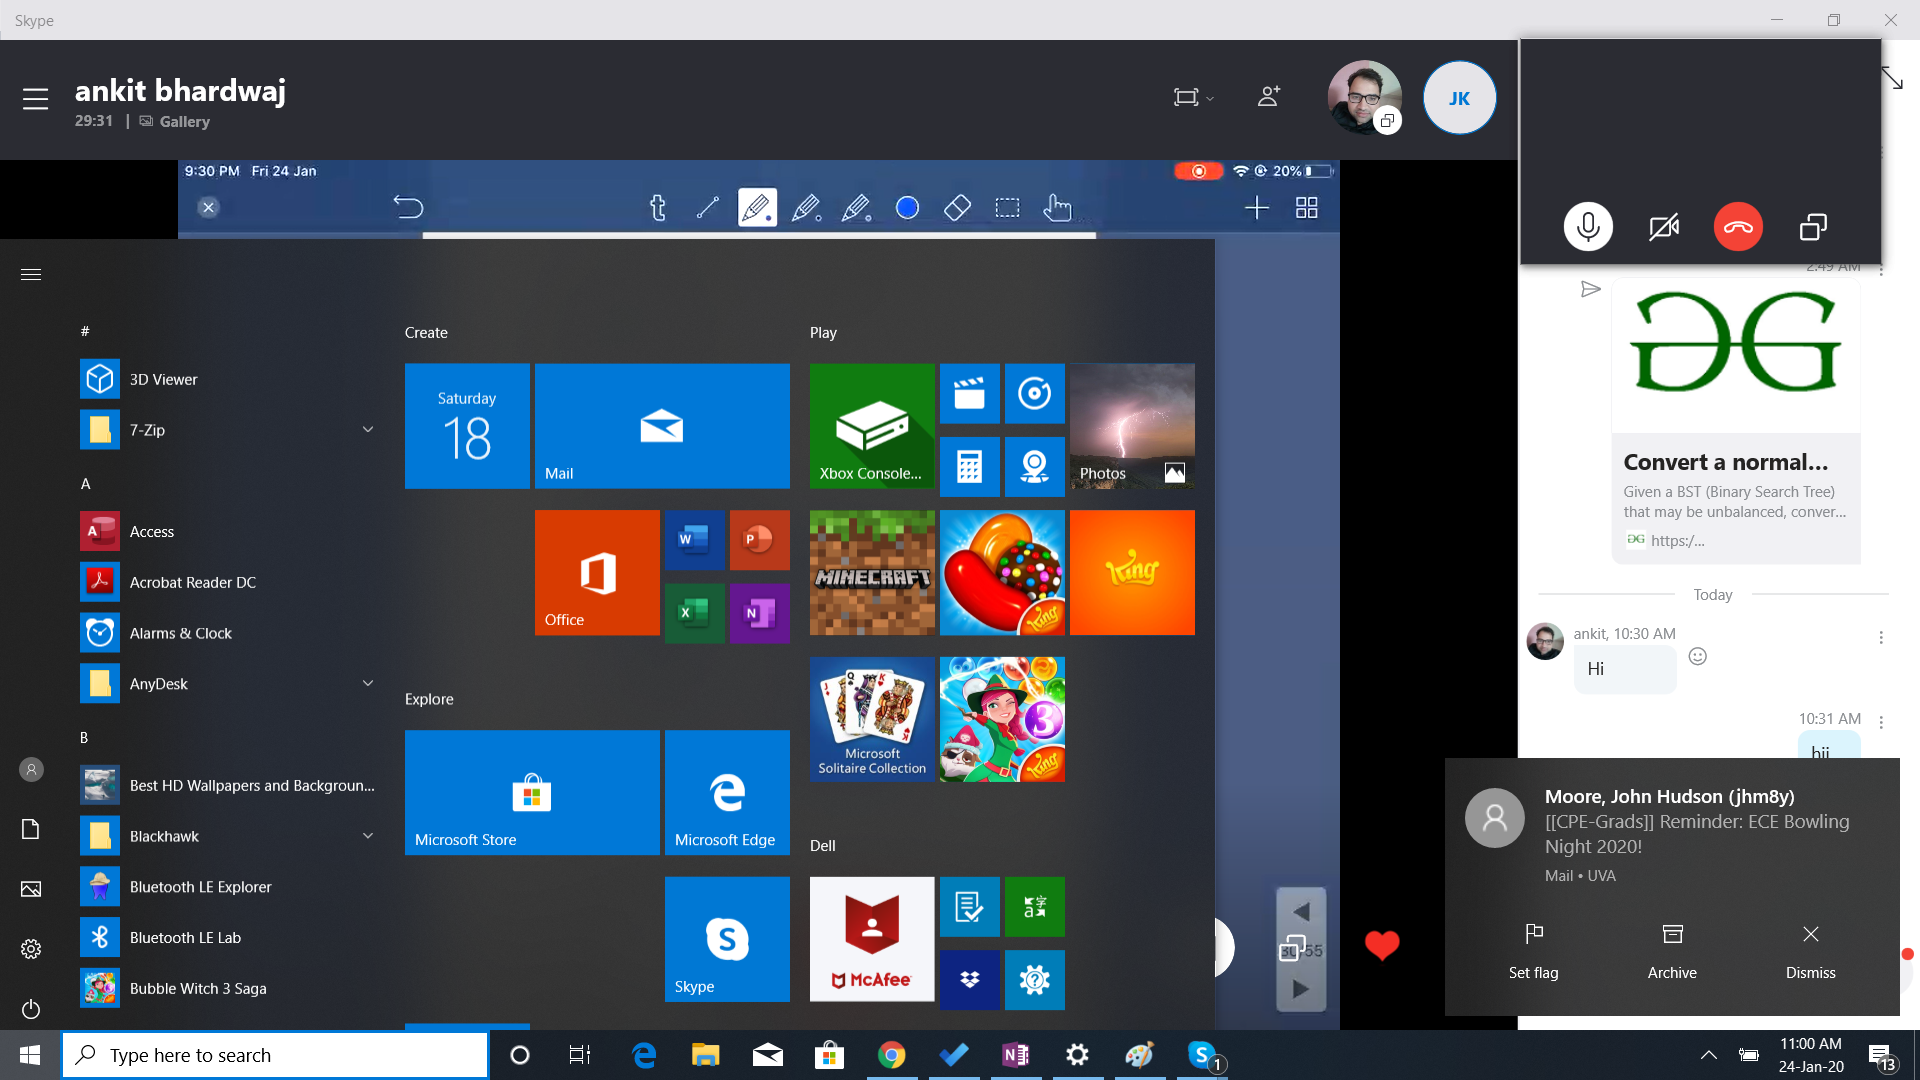 Skype
ankit bhardwaj
29:31 | Gallery
JK
9:30 PM Fri 24 Jan
20%
2:49 AM
GG
Convert a normal...
Given a BST (Binary Search Tree)
that may be unbalanced, conver...
https:/...
Today
ankit, 10:30 AM
Hi
10:31 AM
hii
#
3D Viewer
7-Zip
A
Access
Acrobat Reader DC
Alarms & Clock
AnyDesk
B
Best HD Wallpapers and Backgroun...
Blackhawk
Bluetooth LE Explorer
Bluetooth LE Lab
Bubble Witch 3 Saga
Create
Saturday
18
Mail
Office
Explore
Microsoft Store
Microsoft Edge
Skype
Play
Xbox Console...
Photos
MINECRAFT
King
King
Microsoft
Solitaire Collection
3
King
Dell
McAfee
Moore, John Hudson (jhm8y)
[[CPE-Grads]] Reminder: ECE Bowling
Night 2020!
Mail • UVA
Set flag
Archive
Dismiss
Type here to search
1
11:00 AM
24-Jan-20
13